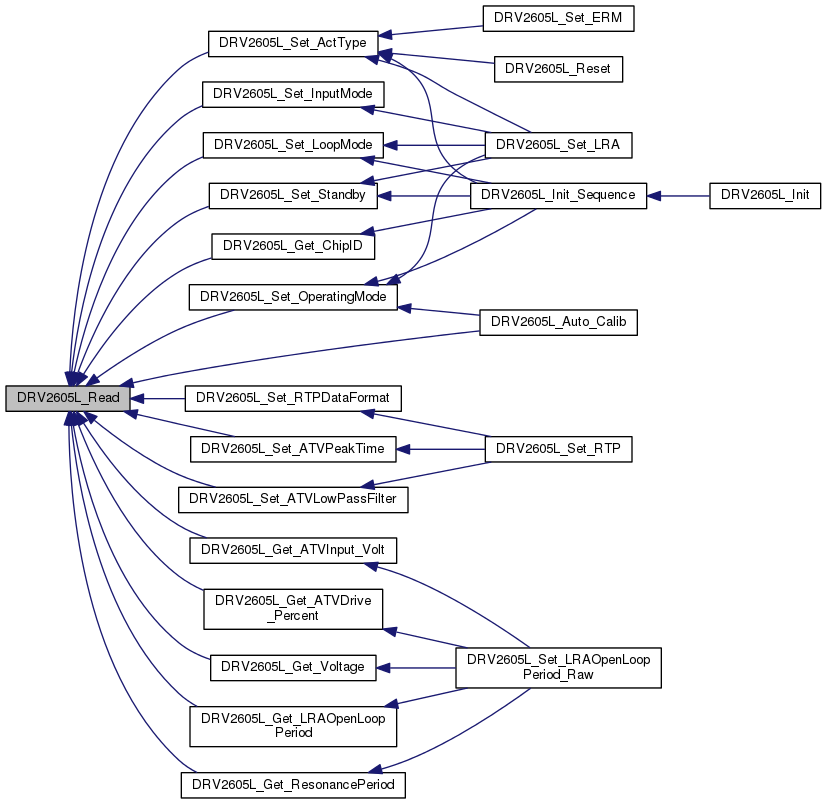 DRV2605L_Set_ERM
DRV2605L_Set_ActType
DRV2605L_Reset
DRV2605L_Set_InputMode
DRV2605L_Set_LoopMode
DRV2605L_Set_LRA
DRV2605L_Set_Standby
DRV2605L_Init_Sequence
DRV2605L_Init
DRV2605L_Get_ChipID
DRV2605L_Set_OperatingMode
DRV2605L_Auto_Calib
DRV2605L_Read
DRV2605L_Set_RTPDataFormat
DRV2605L_Set_ATVPeakTime
DRV2605L_Set_RTP
DRV2605L_Set_ATVLowPassFilter
DRV2605L_Get_ATVInput_Volt
DRV2605L_Get_ATVDrive
_Percent
DRV2605L_Get_Voltage
DRV2605L_Set_LRAOpenLoop
Period_Raw
DRV2605L_Get_LRAOpenLoop
Period
DRV2605L_Get_ResonancePeriod